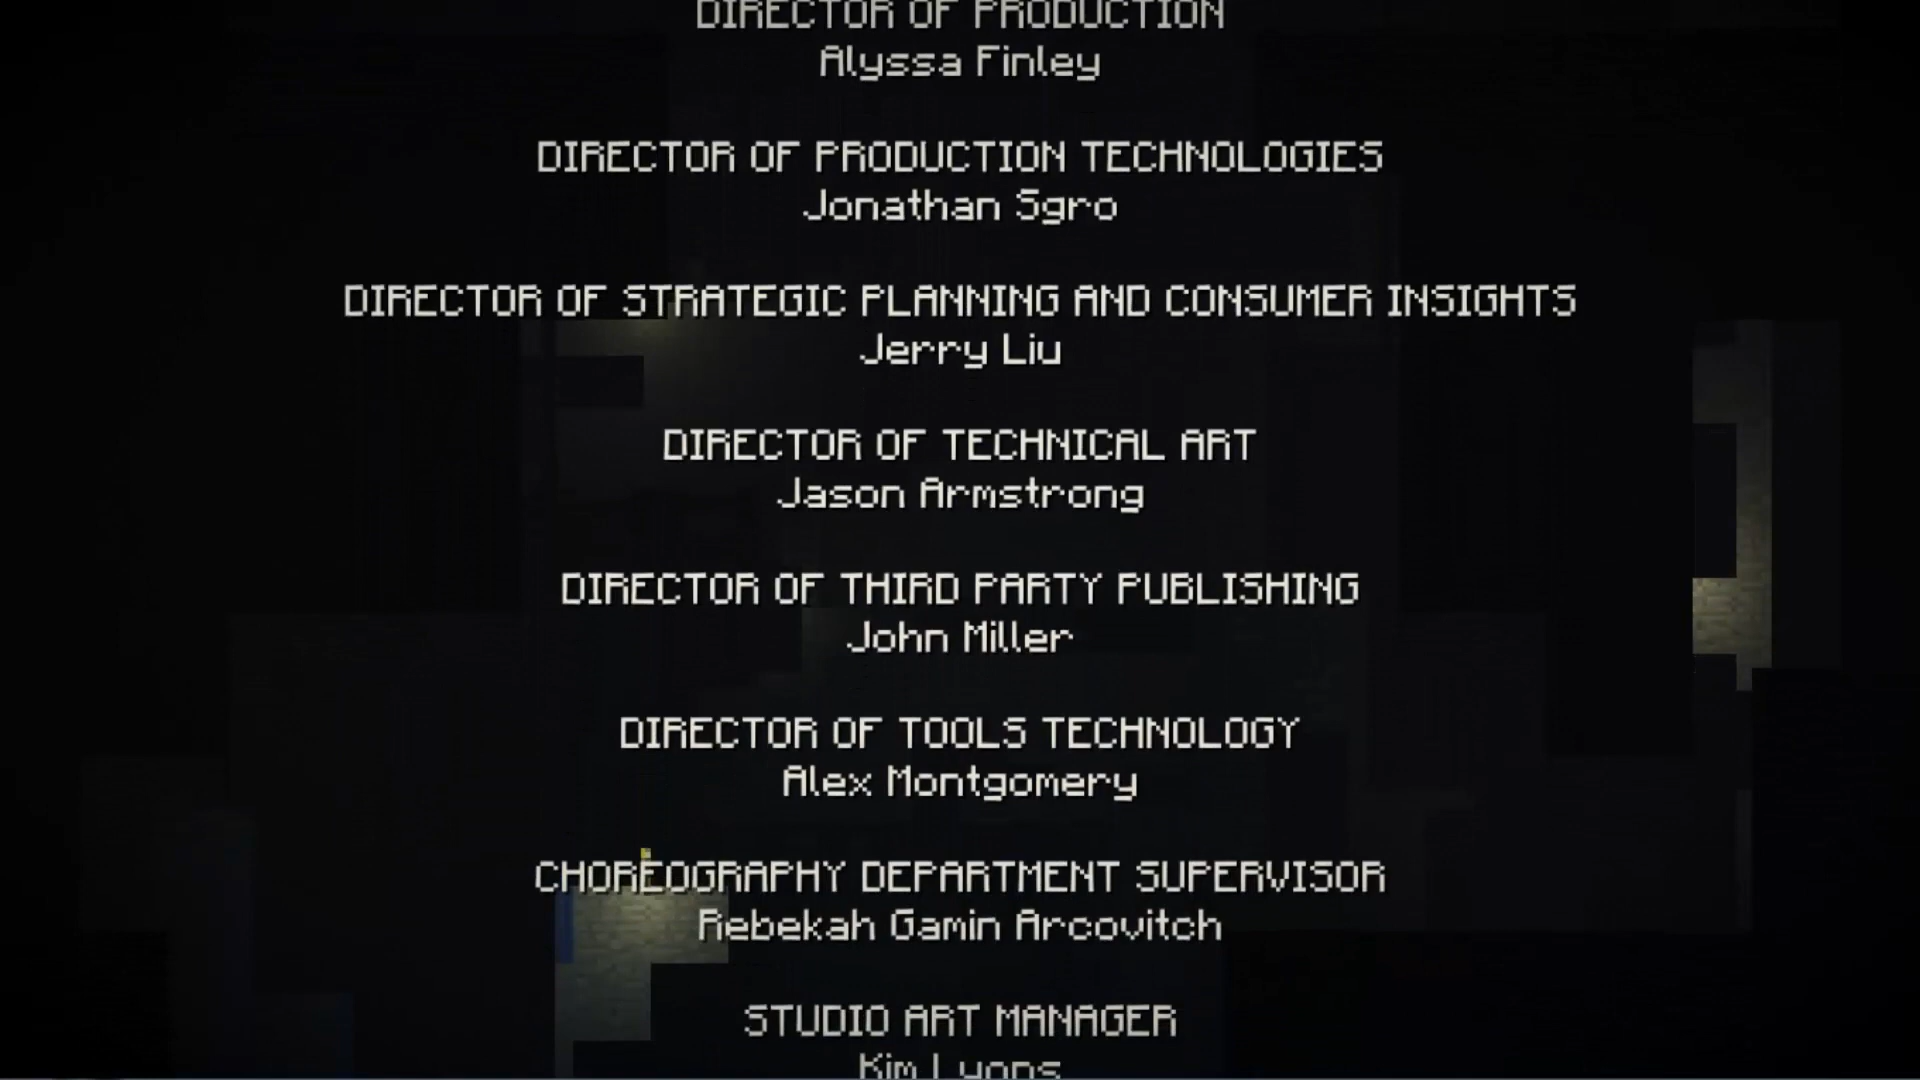 DIRECTOR OF PRODUCTION
Alyssa Finley
DIRECTOR OF PRODUCTION TECHNOLOGIES
Jonathan Sgro
DIRECTOR OF STRATEGIC PLANNING AND CONSUMER INSIGHTS
Jerry Liu
DIRECTOR OF TECHNICAL ART
Jason Armstrong
DIRECTOR OF THIRD PARTY PUBLISHING
John Miller
DIRECTOR OF TOOLS TECHNOLOGY
Alex Montgomery
CHOREOGRAPHY DEPARTMENT SUPERVISOR
Rebekah Gamin Arcovitch
STUDIO ART MANAGER
Kim Lyons